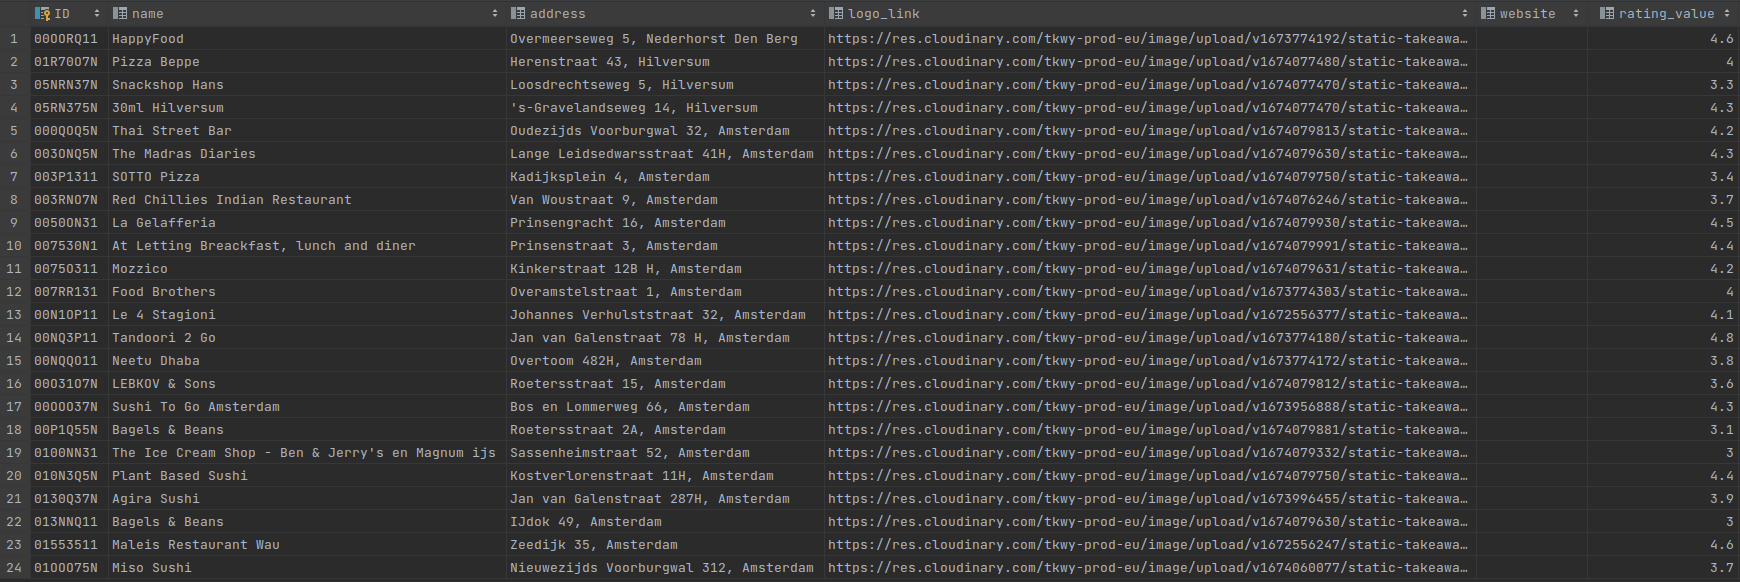 ID name address logo_link website rating_value
1 00OORQ11 HappyFood Overmeerseweg 5, Nederhorst Den Berg https://res.cloudinary.com/tkwy-prod-eu/image/upload/v1673774192/static-takeawa… 4.6
2 01R7007N Pizza Beppe Herenstraat 43, Hilversum https://res.cloudinary.com/tkwy-prod-eu/image/upload/v1674077480/static-takeawa… 4
3 05NRN37N Snackshop Hans Loosdrechtseweg 5, Hilversum https://res.cloudinary.com/tkwy-prod-eu/image/upload/v1674077470/static-takeawa… 3.3
4 05RN375N 30ml Hilversum 's-Gravelandseweg 14, Hilversum https://res.cloudinary.com/tkwy-prod-eu/image/upload/v1674077470/static-takeawa… 4.3
5 000QOQ5N Thai Street Bar Oudezijds Voorburgwal 32, Amsterdam https://res.cloudinary.com/tkwy-prod-eu/image/upload/v1674079813/static-takeawa… 4.2
6 003ONQ5N The Madras Diaries Lange Leidsedwarsstraat 41H, Amsterdam https://res.cloudinary.com/tkwy-prod-eu/image/upload/v1674079630/static-takeawa… 4.3
7 003P1311 SOTTO Pizza Kadijksplein 4, Amsterdam https://res.cloudinary.com/tkwy-prod-eu/image/upload/v1674079750/static-takeawa… 3.4
8 003RNO7N Red Chillies Indian Restaurant Van Woustraat 9, Amsterdam https://res.cloudinary.com/tkwy-prod-eu/image/upload/v1674076246/static-takeawa… 3.7
9 0050ON31 La Gelafferia Prinsengracht 16, Amsterdam https://res.cloudinary.com/tkwy-prod-eu/image/upload/v1674079930/static-takeawa… 4.5
10 007530N1 At Letting Breackfast, lunch and diner Prinsenstraat 3, Amsterdam https://res.cloudinary.com/tkwy-prod-eu/image/upload/v1674079991/static-takeawa… 4.4
11 0075O311 Mozzico Kinkerstraat 12B H, Amsterdam https://res.cloudinary.com/tkwy-prod-eu/image/upload/v1674079631/static-takeawa… 4.2
12 007RR131 Food Brothers Overamstelstraat 1, Amsterdam https://res.cloudinary.com/tkwy-prod-eu/image/upload/v1673774303/static-takeawa… 4
13 00N1OP11 Le 4 Stagioni Johannes Verhulststraat 32, Amsterdam https://res.cloudinary.com/tkwy-prod-eu/image/upload/v1672556377/static-takeawa… 4.1
14 00NQ3P11 Tandoori 2 Go Jan van Galenstraat 78 H, Amsterdam https://res.cloudinary.com/tkwy-prod-eu/image/upload/v1673774180/static-takeawa… 4.8
15 00NQQO11 Neetu Dhaba Overtoom 482H, Amsterdam https://res.cloudinary.com/tkwy-prod-eu/image/upload/v1673774172/static-takeawa… 3.8
16 00O31O7N LEBKOV & Sons Roetersstraat 15, Amsterdam https://res.cloudinary.com/tkwy-prod-eu/image/upload/v1674079812/static-takeawa… 3.6
17 00OOO37N Sushi To Go Amsterdam Bos en Lommerweg 66, Amsterdam https://res.cloudinary.com/tkwy-prod-eu/image/upload/v1673956888/static-takeawa… 4.3
18 00P1Q55N Bagels & Beans Roetersstraat 2A, Amsterdam https://res.cloudinary.com/tkwy-prod-eu/image/upload/v1674079881/static-takeawa… 3.1
19 0100NN31 The Ice Cream Shop - Ben & Jerry's en Magnum ijs Sassenheimstraat 52, Amsterdam https://res.cloudinary.com/tkwy-prod-eu/image/upload/v1674079332/static-takeawa… 3
20 010N3Q5N Plant Based Sushi Kostverlorenstraat 11H, Amsterdam https://res.cloudinary.com/tkwy-prod-eu/image/upload/v1674079750/static-takeawa… 4.4
21 0130Q37N Agira Sushi Jan van Galenstraat 287H, Amsterdam https://res.cloudinary.com/tkwy-prod-eu/image/upload/v1673996455/static-takeawa… 3.9
22 013NNQ11 Bagels & Beans IJdok 49, Amsterdam https://res.cloudinary.com/tkwy-prod-eu/image/upload/v1674079630/static-takeawa… 3
23 01553511 Maleis Restaurant Wau Zeedijk 35, Amsterdam https://res.cloudinary.com/tkwy-prod-eu/image/upload/v1672556247/static-takeawa… 4.6
24 01OOO75N Miso Sushi Nieuwezijds Voorburgwal 312, Amsterdam https://res.cloudinary.com/tkwy-prod-eu/image/upload/v1672060077/static-takeawa… 3.7